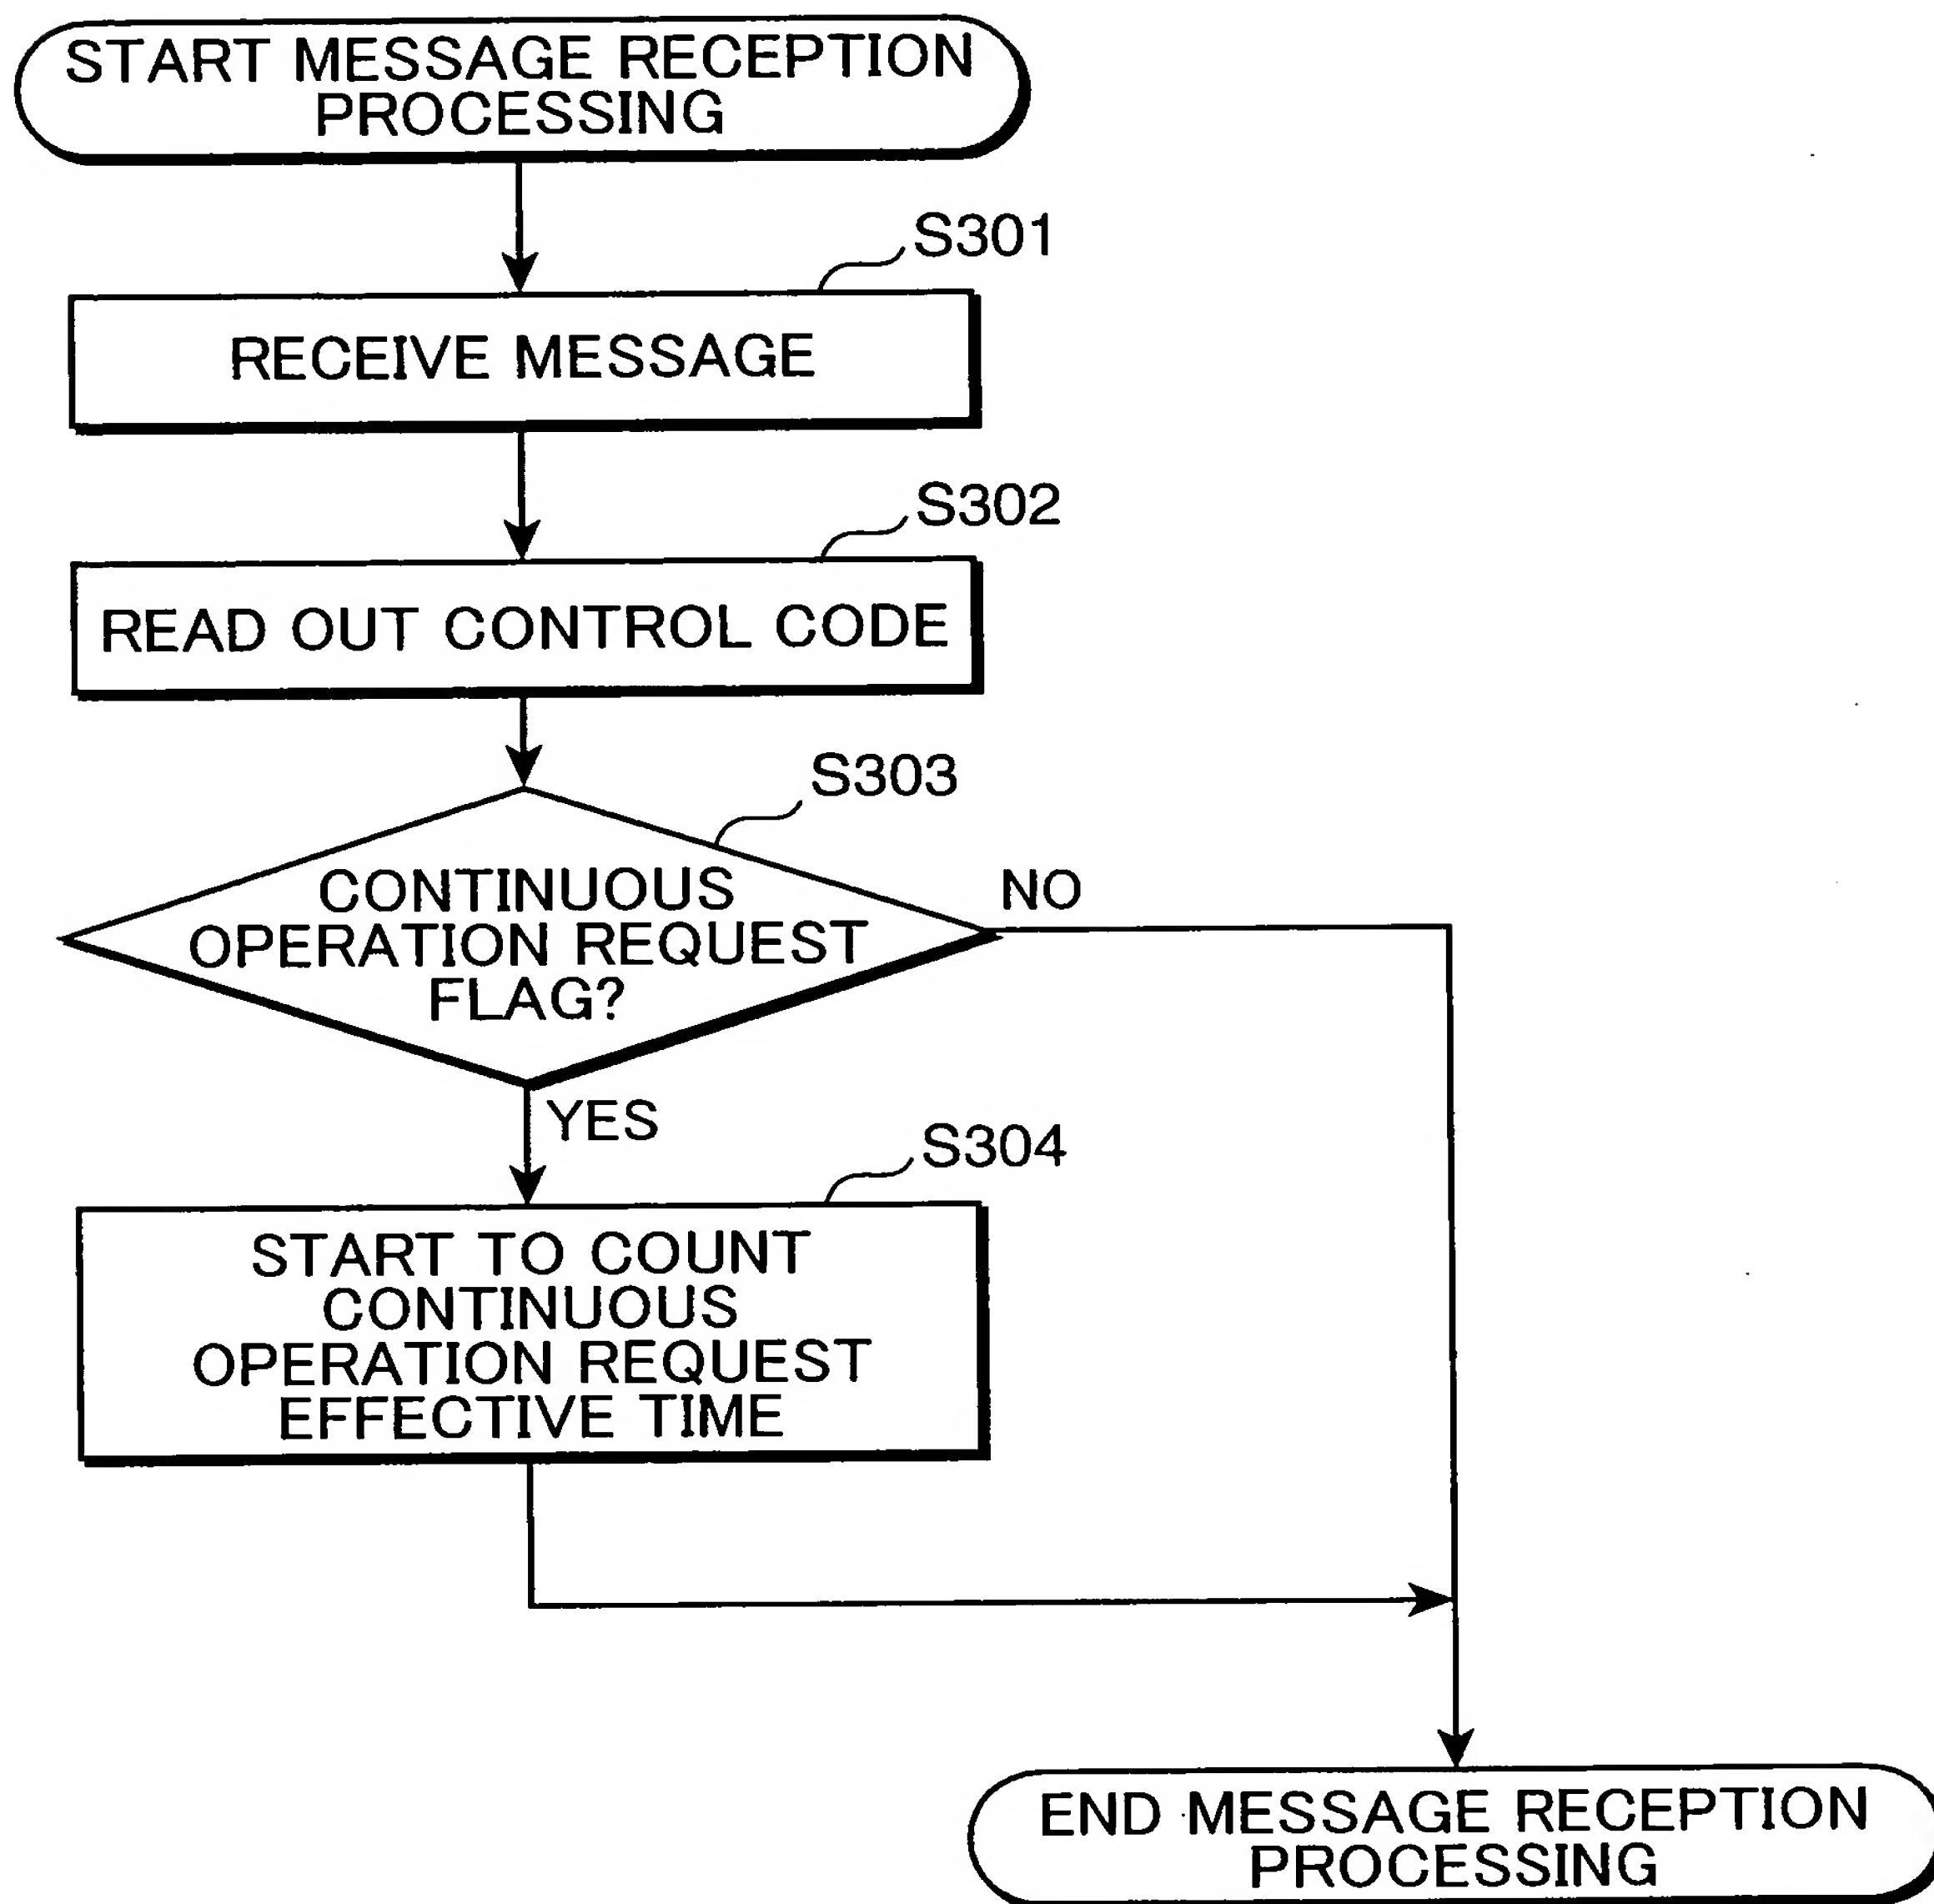 START MESSAGE RECEPTION
PROCESSING
S301
RECEIVE MESSAGE
S302
READ OUT CONTROL CODE
S303
CONTINUOUS
OPERATION REQUEST
FLAG?
NO
YES
S304
START TO COUNT
CONTINUOUS
OPERATION REQUEST
EFFECTIVE TIME
END MESSAGE RECEPTION
PROCESSING